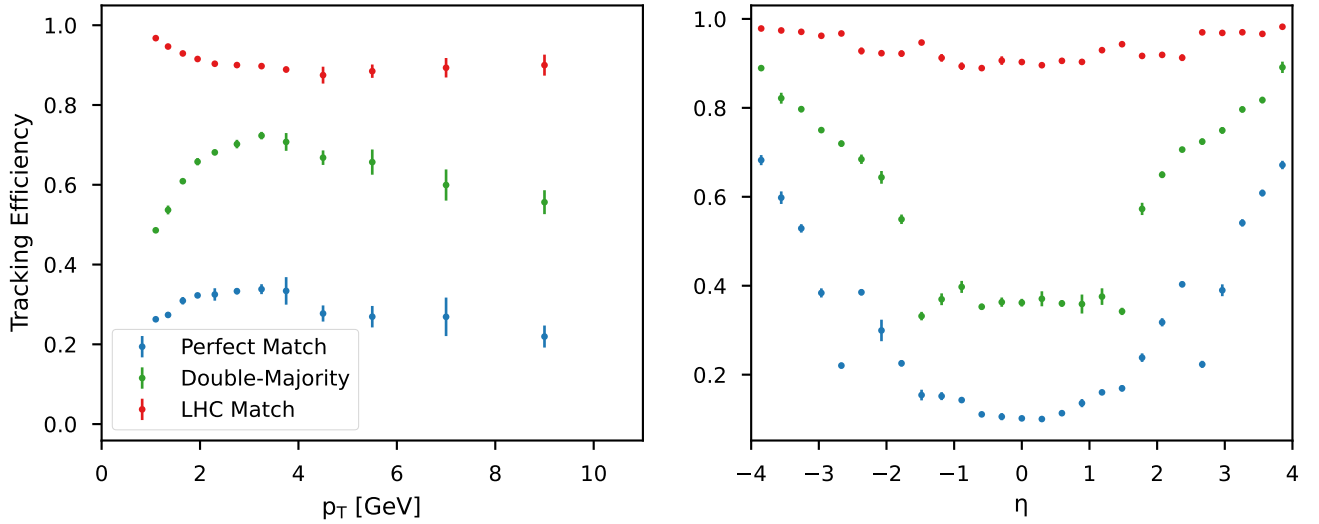 Tracking Efficiency
1.0
0.8
0.6
0.4
0.2
0.0
Perfect Match
Double-Majority
LHC Match
0 2 4 6 8 10
p_T [GeV]
1.0
0.8
0.6
0.4
0.2
−4 −3 −2 −1 0 1 2 3 4
η